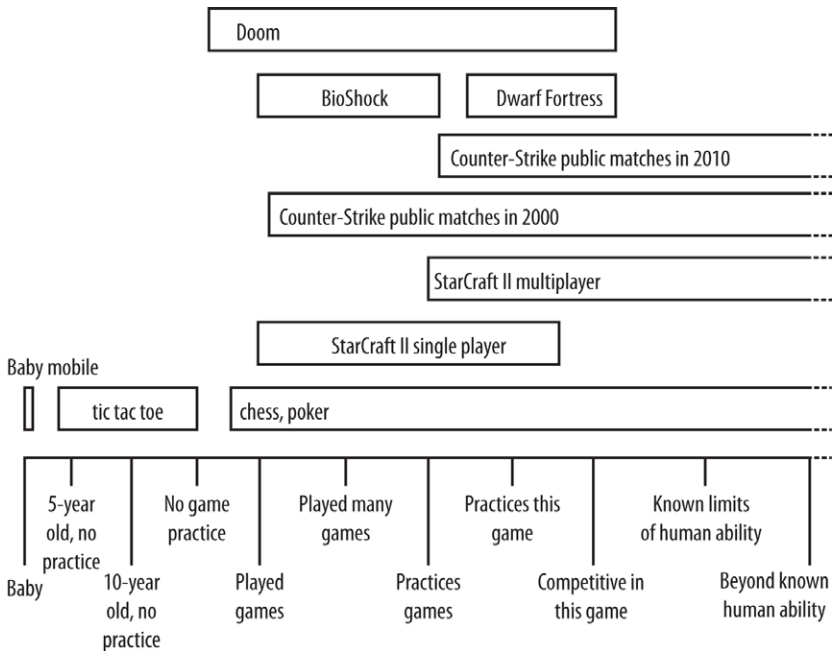 Doom
BioShock
Dwarf Fortress
Counter-Strike public matches in 2010
Counter-Strike public matches in 2000
StarCraft II multiplayer
StarCraft II single player
Baby mobile
tic tac toe
chess, poker
5-year
old, no
practice
No game
practice
Played many
games
Practices this
game
Known limits
of human ability
Baby
10-year
old, no
practice
Played
games
Practices
games
Competitive in
this game
Beyond known
human ability